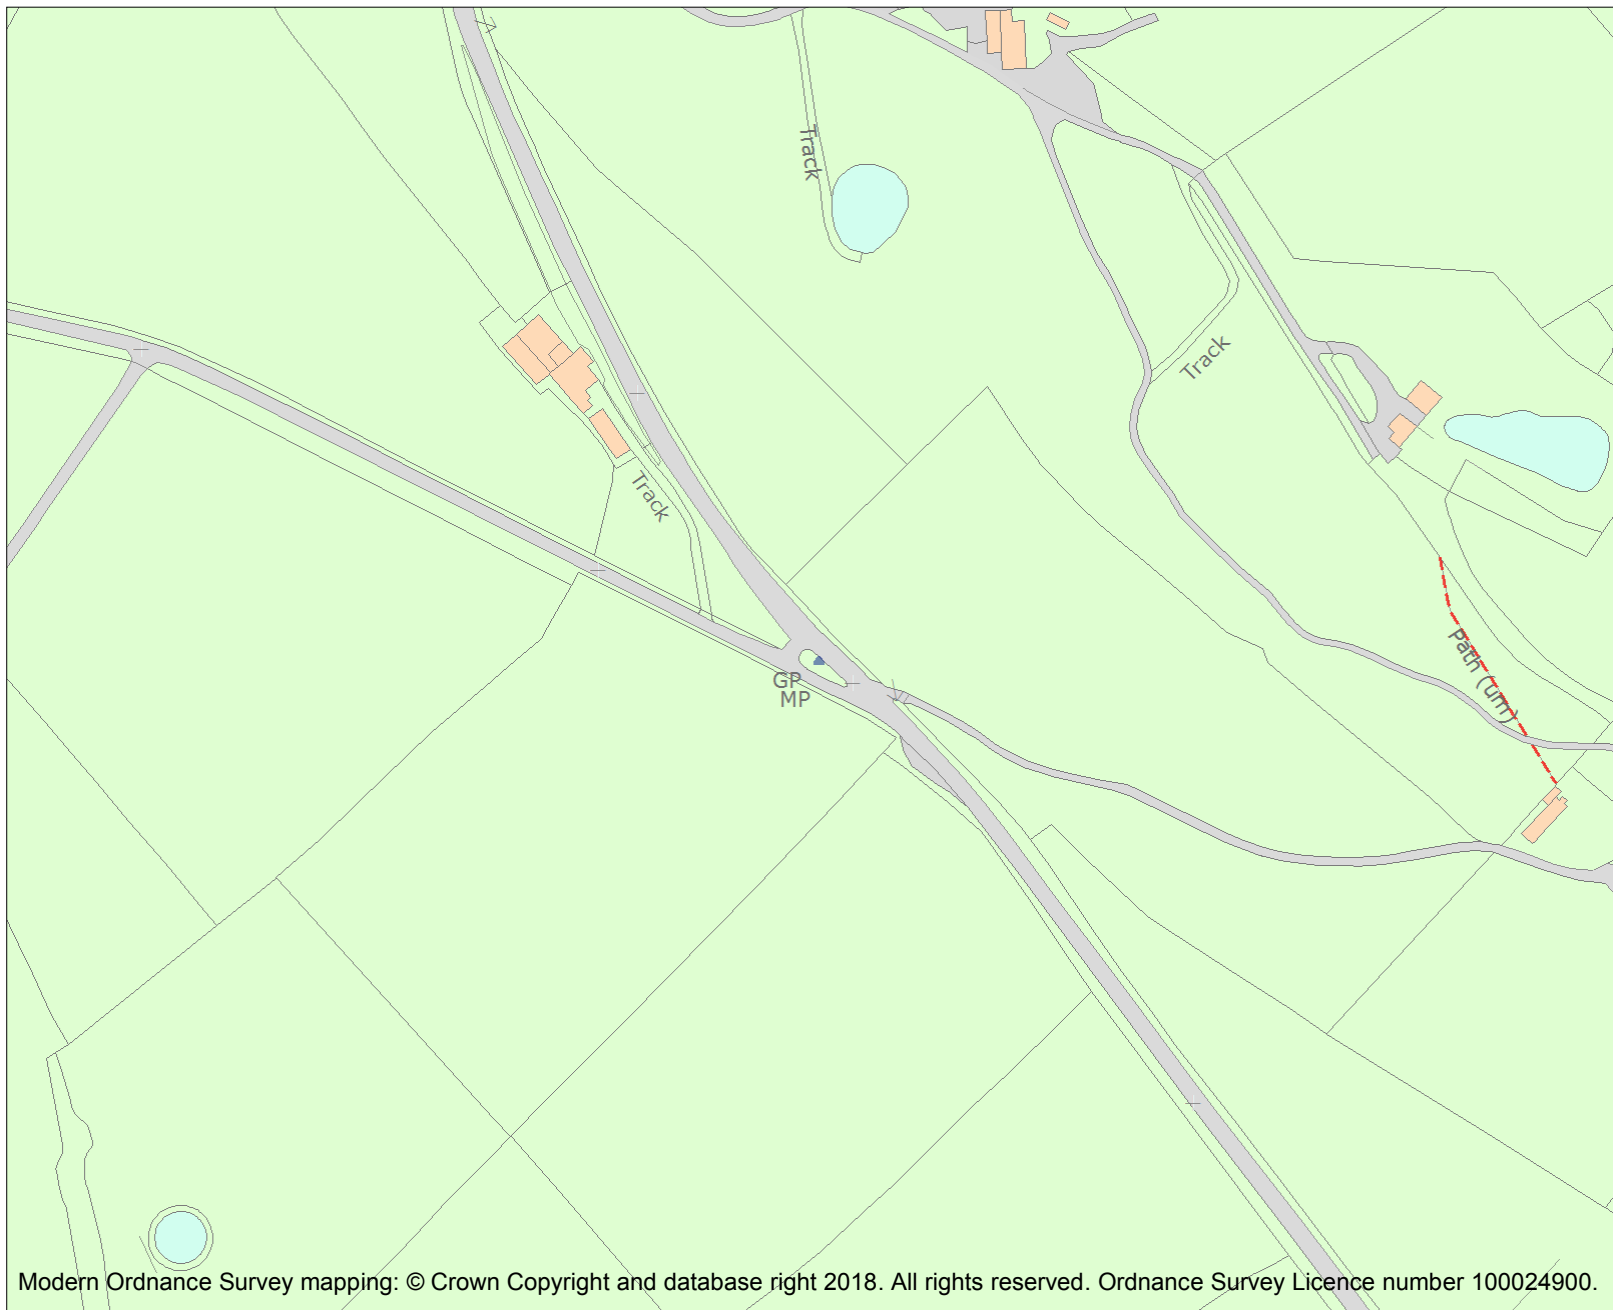 Track
Track
Track
Path (um)
GP
MP
Modern Ordnance Survey mapping: © Crown Copyright and database right 2018. All rights reserved. Ordnance Survey Licence number 100024900.